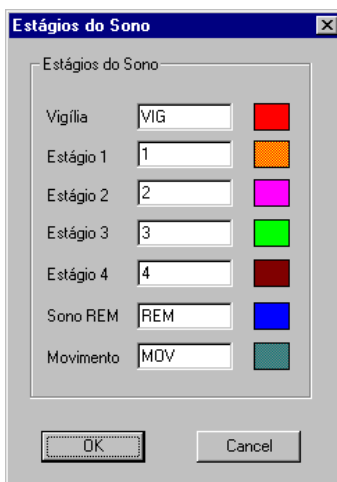 Estágios do Sono
Estágios do Sono
Vigília VIG
Estágio 1 1
Estágio 2 2
Estágio 3 3
Estágio 4 4
Sono REM REM
Movimento MOV
OK Cancel